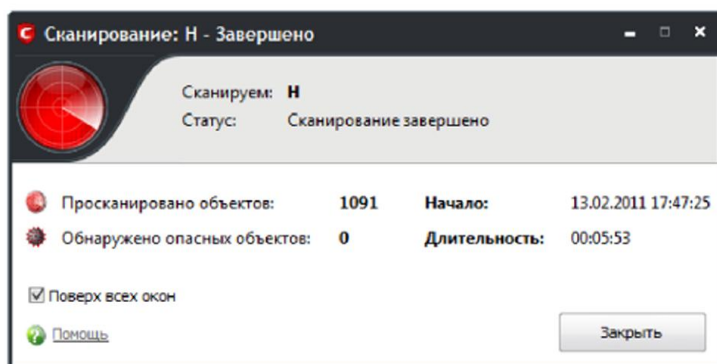 Сканирование: H - Завершено
Сканируем: H
Статус: Сканирование завершено
Просканировано объектов: 1091 Начало: 13.02.2011 17:47:25
Обнаружено опасных объектов: 0 Длительность: 00:05:53
Поверх всех окон
Помощь
Закрыть